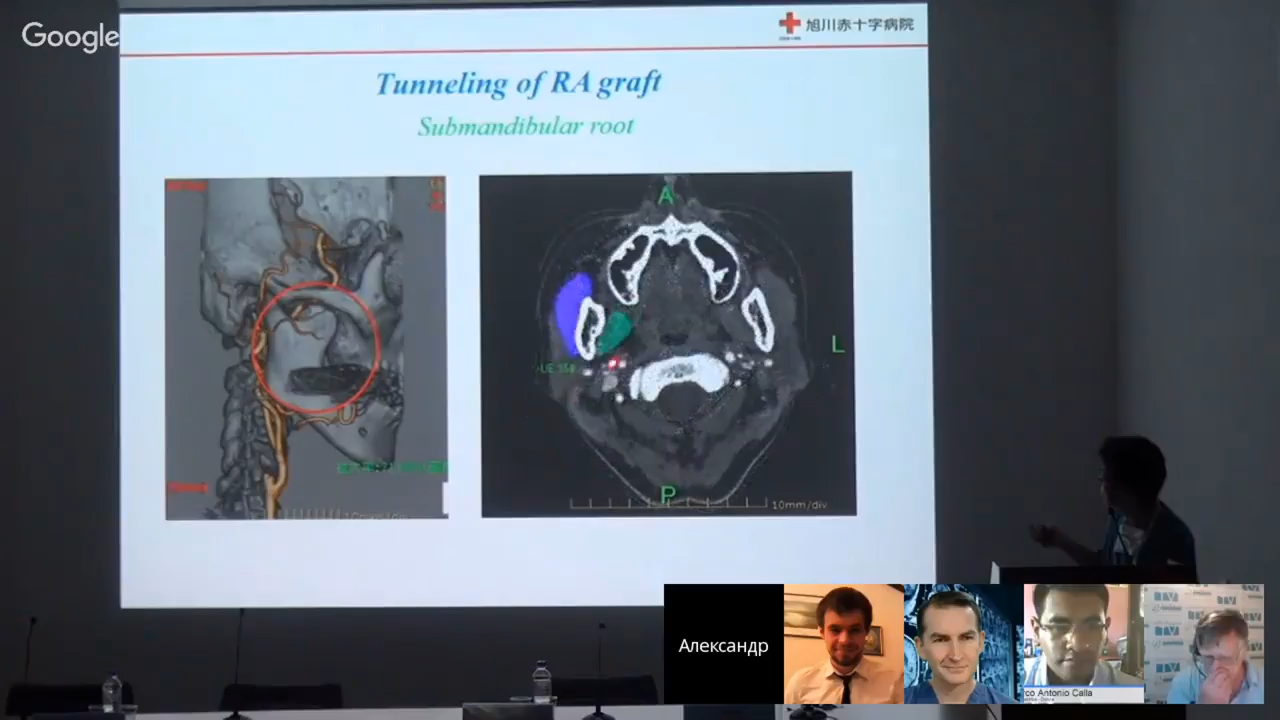 Google
旭川赤十字病院
Tunneling of RA graft
Submandibular root
A
L
P
10mm/div
Александр
rco Antonio Calla